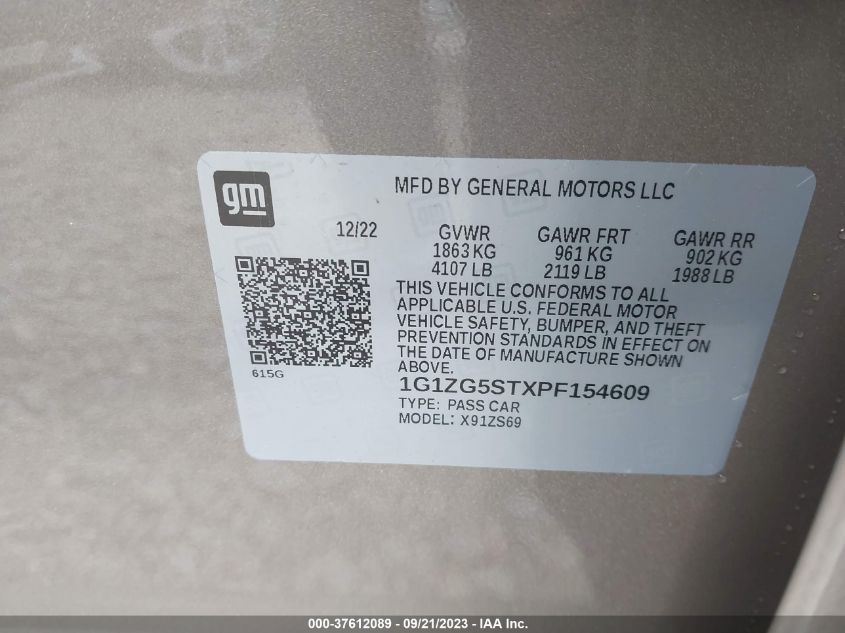 gm
MFD BY GENERAL MOTORS LLC
12/22 GVWR GAWR FRT GAWR RR
1863 KG 961 KG 902 KG
4107 LB 2119 LB 1988 LB
THIS VEHICLE CONFORMS TO ALL
APPLICABLE U.S. FEDERAL MOTOR
VEHICLE SAFETY, BUMPER, AND THEFT
PREVENTION STANDARDS IN EFFECT ON
THE DATE OF MANUFACTURE SHOWN
ABOVE.
615G
1G1ZG5STXPF154609
TYPE: PASS CAR
MODEL: X91ZS69
000-37612089 - 09/21/2023 - Copyright 2023 IAA, Inc.